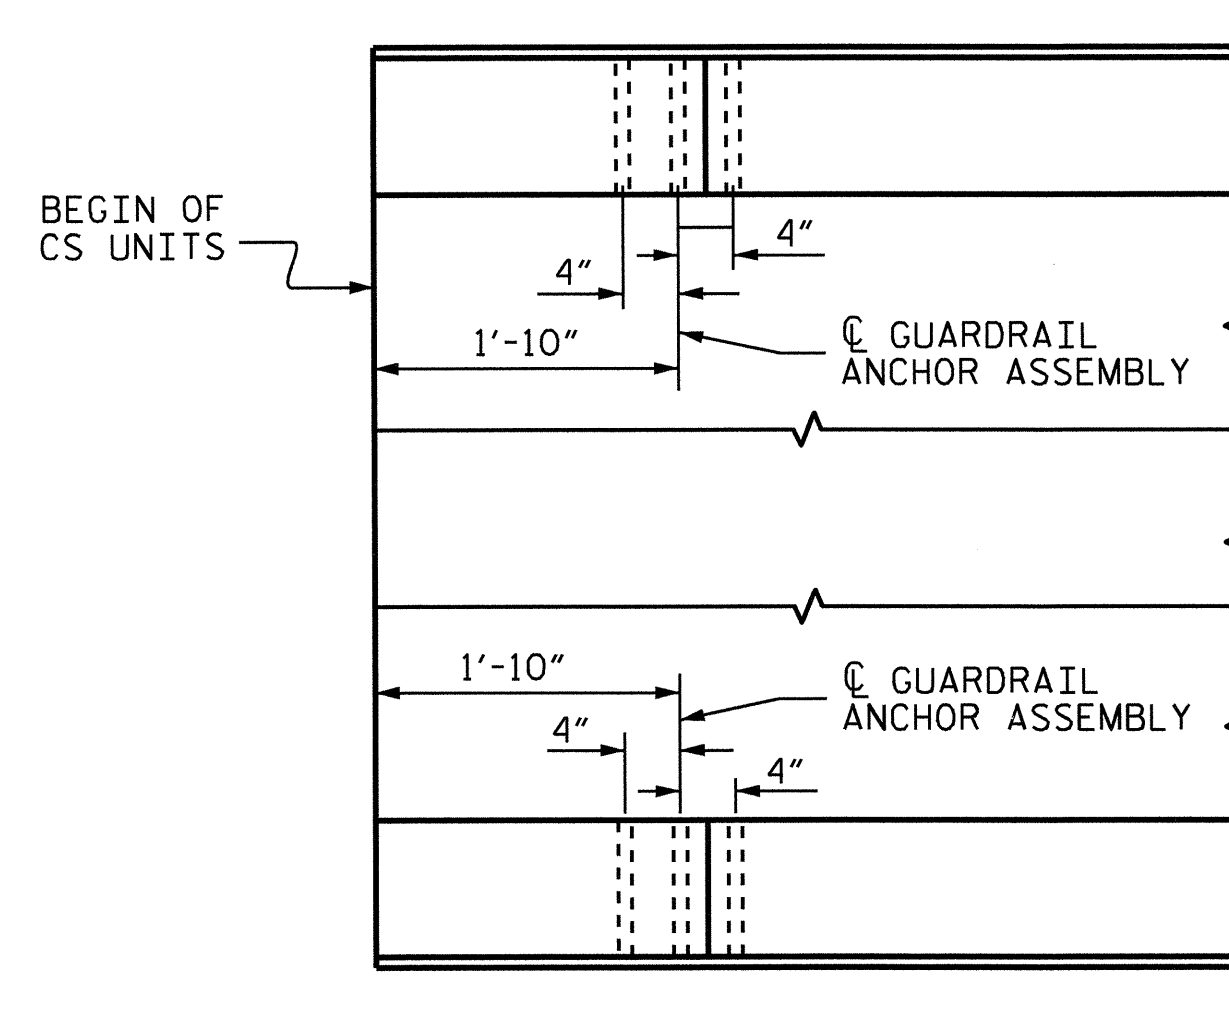 BEGIN OF
CS UNITS
4"
4"
1'-10"
℄ GUARDRAIL
ANCHOR ASSEMBLY
1'-10"
℄ GUARDRAIL
ANCHOR ASSEMBLY
4"
4"